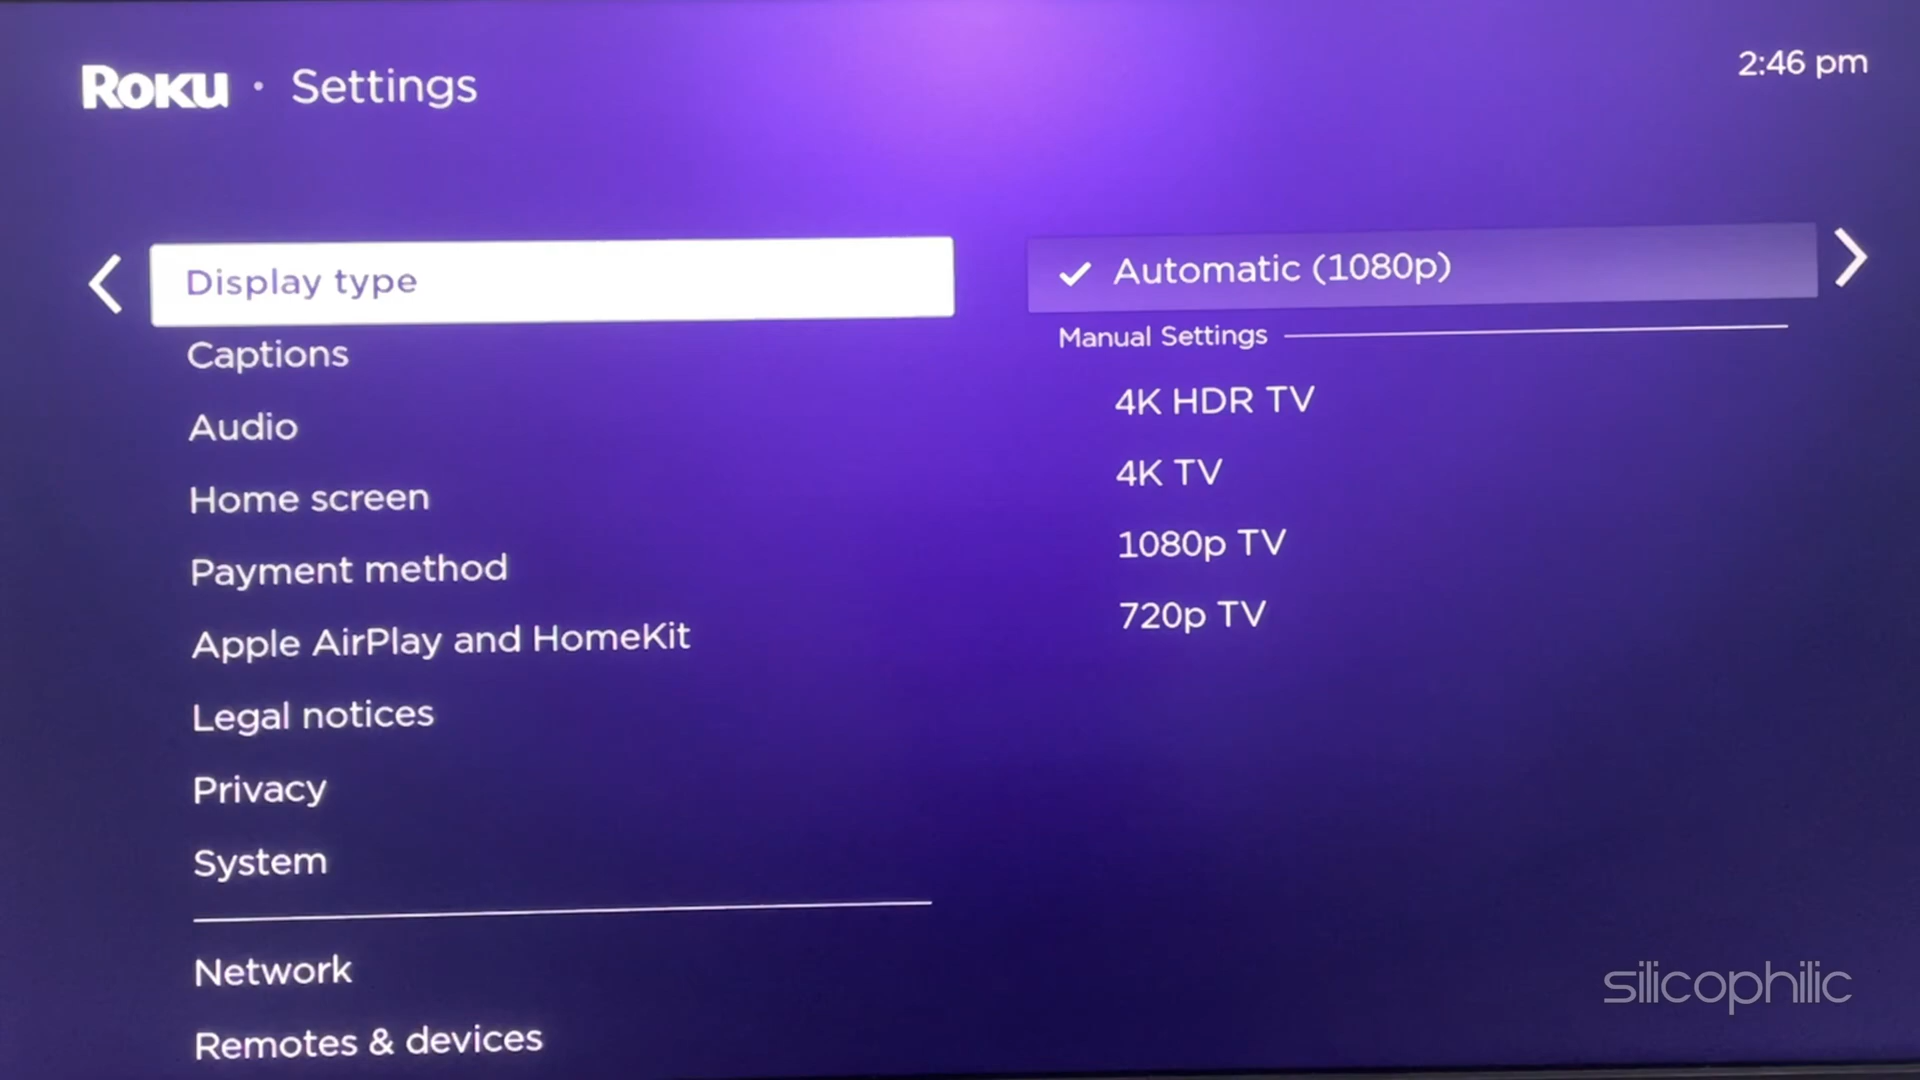 Roku · Settings
2:46 pm
Display type
Captions
Audio
Home screen
Payment method
Apple AirPlay and HomeKit
Legal notices
Privacy
System
Network
Remotes & devices
Automatic (1080p)
Manual Settings
4K HDR TV
4K TV
1080p TV
720p TV
silicophilic